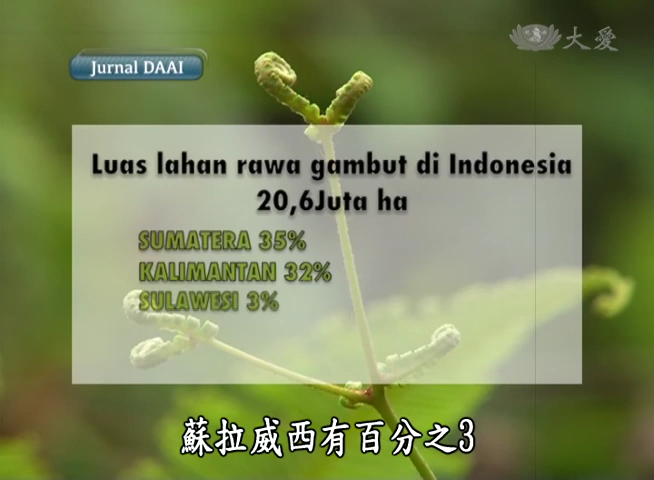 大愛
Jurnal DAAI
Luas lahan rawa gambut di Indonesia
20,6Juta ha
SUMATERA 35%
KALIMANTAN 32%
SULAWESI 3%
蘇拉威西有百分之3